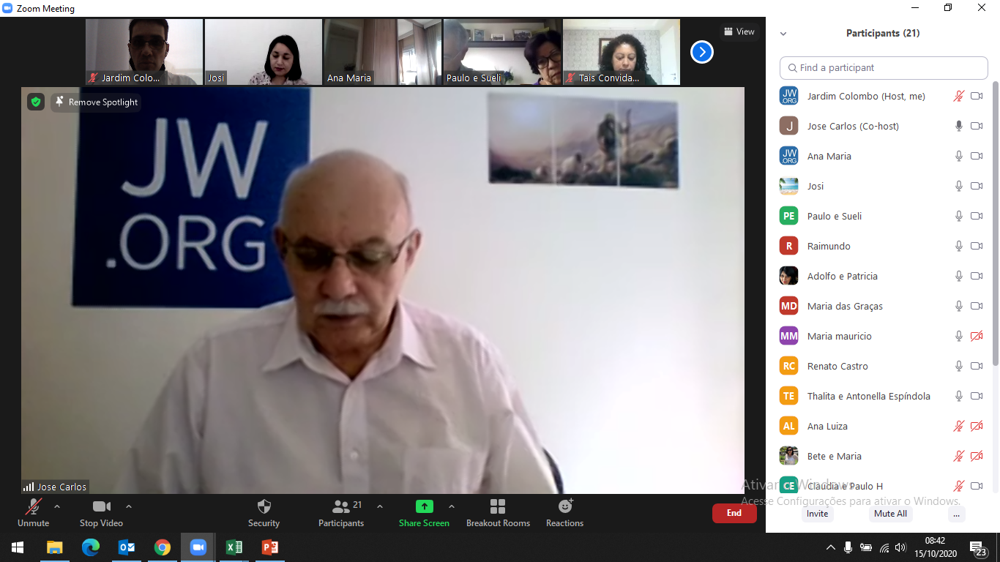 Zoom Meeting
Jardim Colo...
Josi
Ana Maria
Paulo e Sueli
Tais Convida...
View
Remove Spotlight
JW
.ORG
Jose Carlos
Participants (21)
Find a participant
JW ORG Jardim Colombo (Host, me)
J Jose Carlos (Co-host)
JW ORG Ana Maria
Josi
PE Paulo e Sueli
R Raimundo
Adolfo e Patricia
MD Maria das Graças
MM Maria mauricio
RC Renato Castro
TE Thalita e Antonella Espíndola
AL Ana Luiza
Bete e Maria
CE Claudia e Paulo H
Ativar o Windows
Acesse Configurações para ativar o Windows.
Invite
Mute All
...
Unmute
Stop Video
Security
21
Participants
Share Screen
Breakout Rooms
Reactions
End
08:42
15/10/2020
23